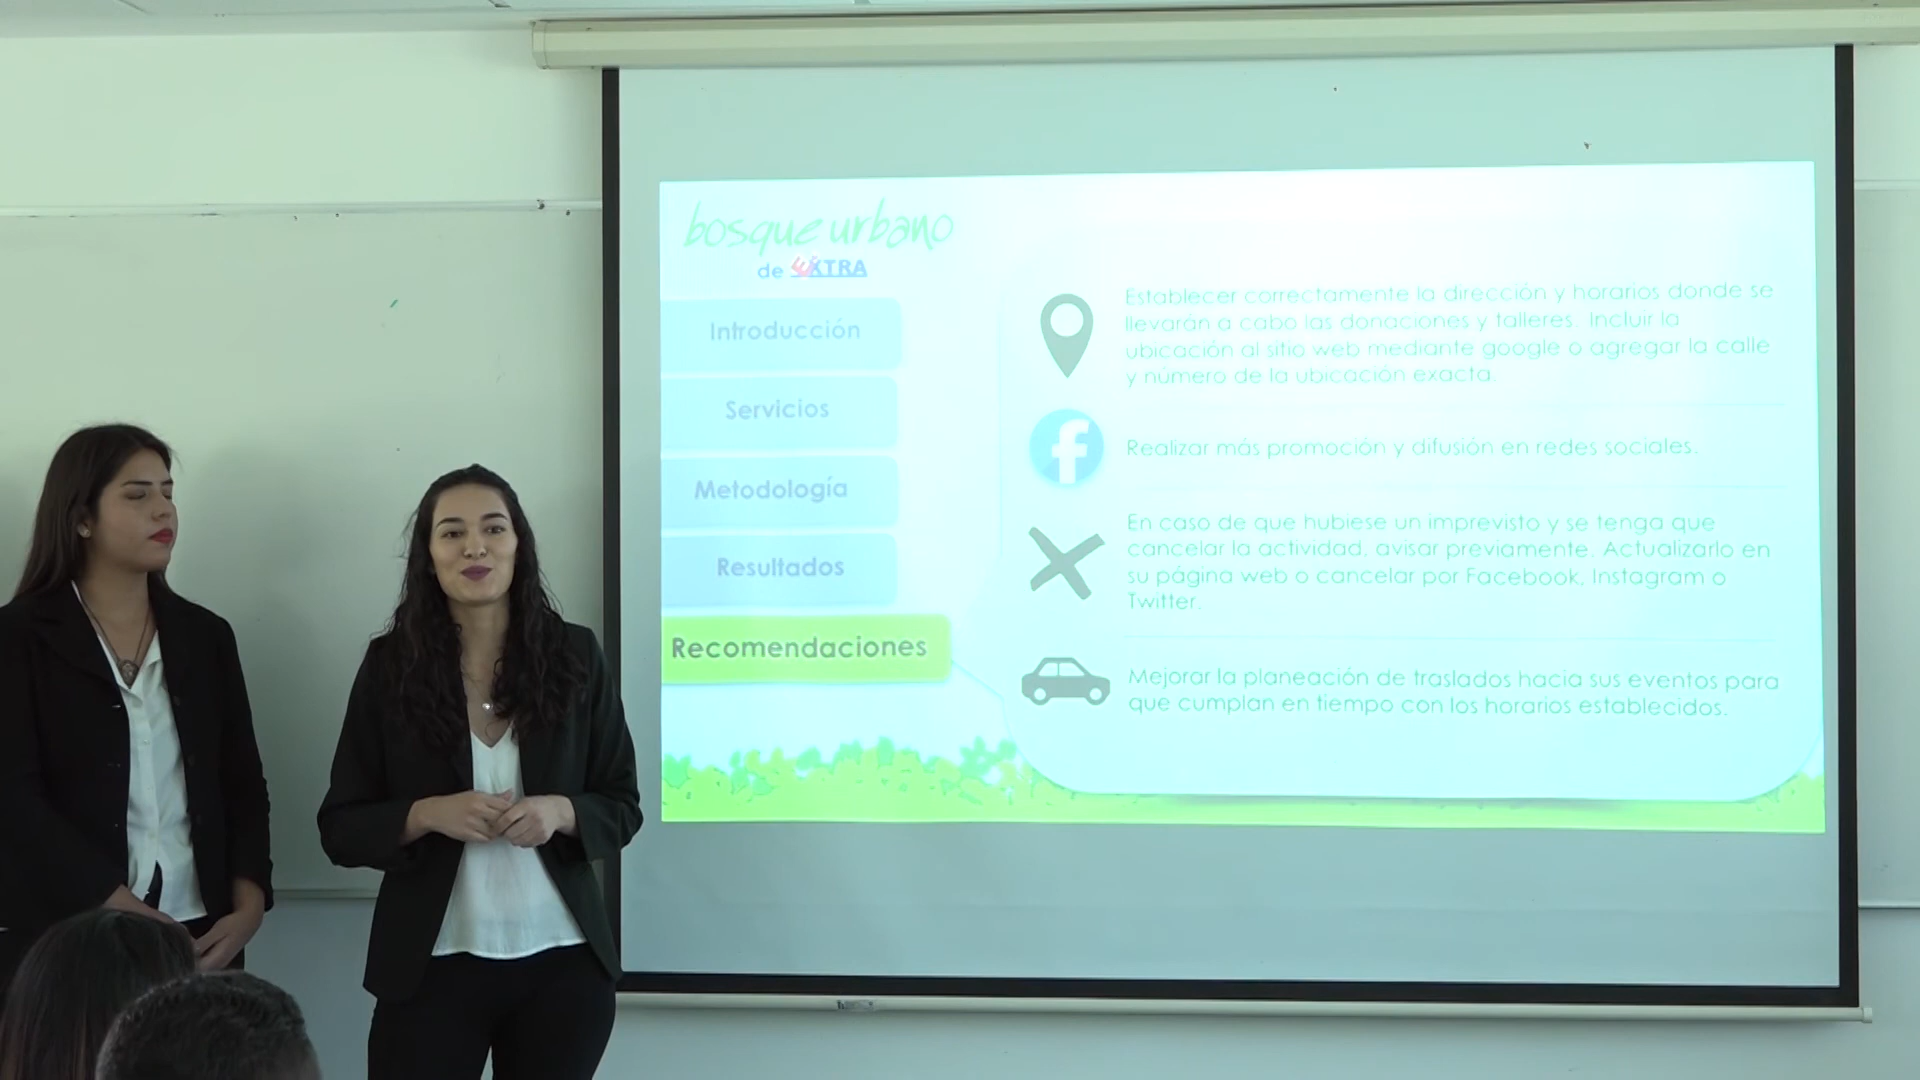 bosque urbano
de EXTRA
Introducción
Servicios
Metodología
Resultados
Recomendaciones
Establecer correctamente la dirección y horarios donde se
llevarán a cabo las donaciones y talleres. Incluir la
ubicación al sitio web mediante google o agregar la calle
y número de la ubicación exacta.
Realizar más promoción y difusión en redes sociales.
En caso de que hubiese un imprevisto y se tenga que
cancelar la actividad, avisar previamente. Actualizarlo en
su página web o cancelar por Facebook, Instagram o
Twitter.
Mejorar la planeación de traslados hacia sus eventos para
que cumplan en tiempo con los horarios establecidos.